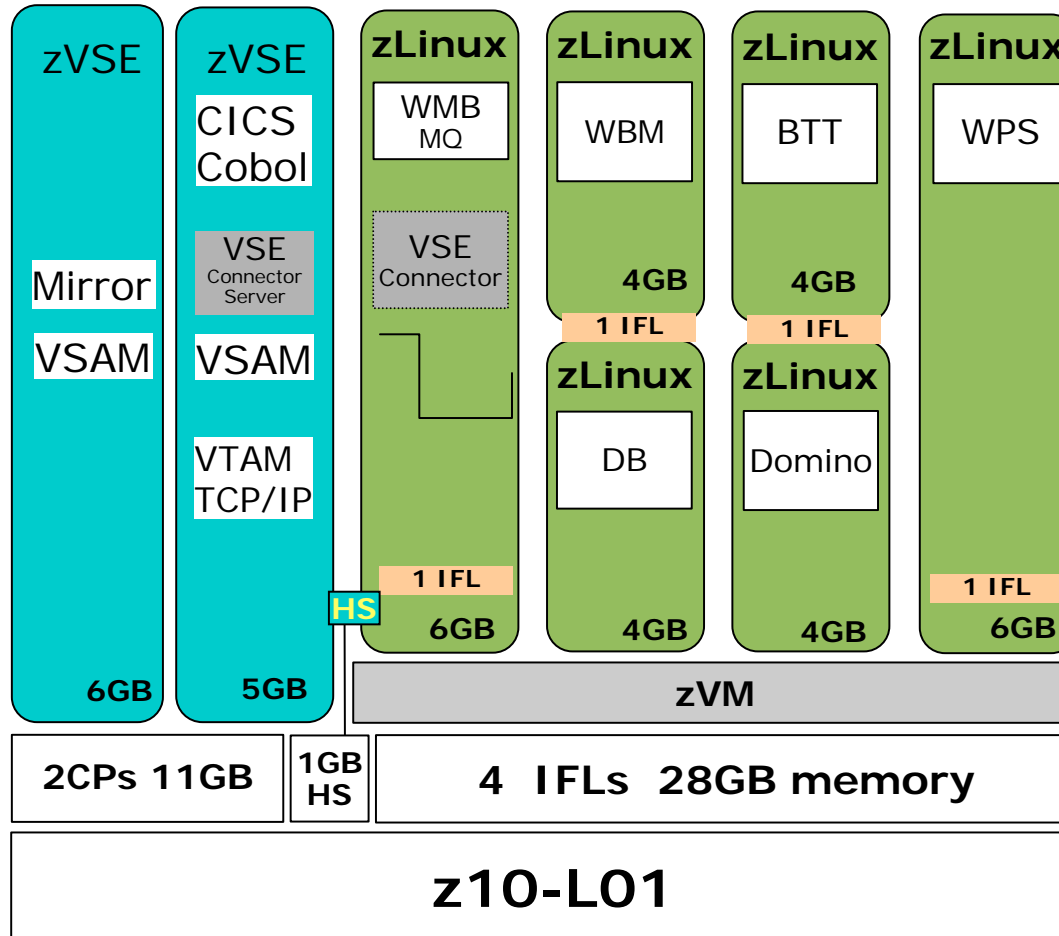 zVSE
Mirror
VSAM
6GB
zVSE
CICS
Cobol
VSE
Connector
Server
VSAM
VTAM
TCP/IP
5GB
HS
zLinux
WMB
MQ
VSE
Connector
1 IFL
6GB
zLinux
WBM
4GB
1 IFL
zLinux
DB
4GB
zLinux
BTT
4GB
1 IFL
zLinux
Domino
4GB
zLinux
WPS
1 IFL
6GB
zVM
2CPs 11GB
1GB
HS
4 IFLs 28GB memory
z10-L01